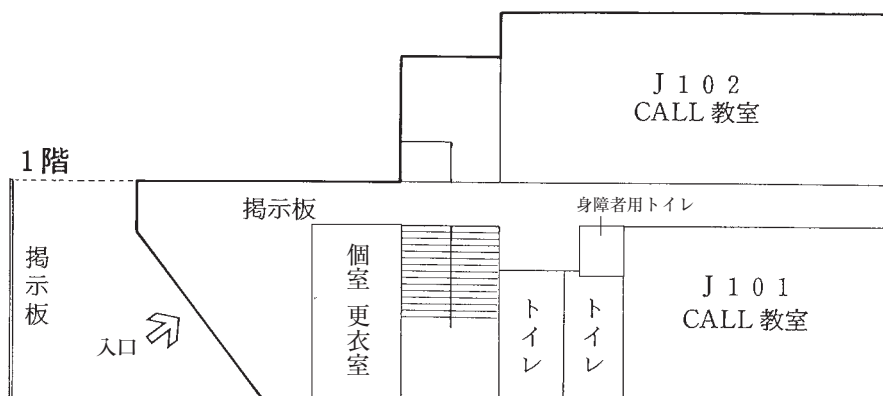 J102
CALL 教室
1階
掲示板
身障者用トイレ
掲示板
個室 更衣室
トイレ
トイレ
J101
CALL 教室
入口